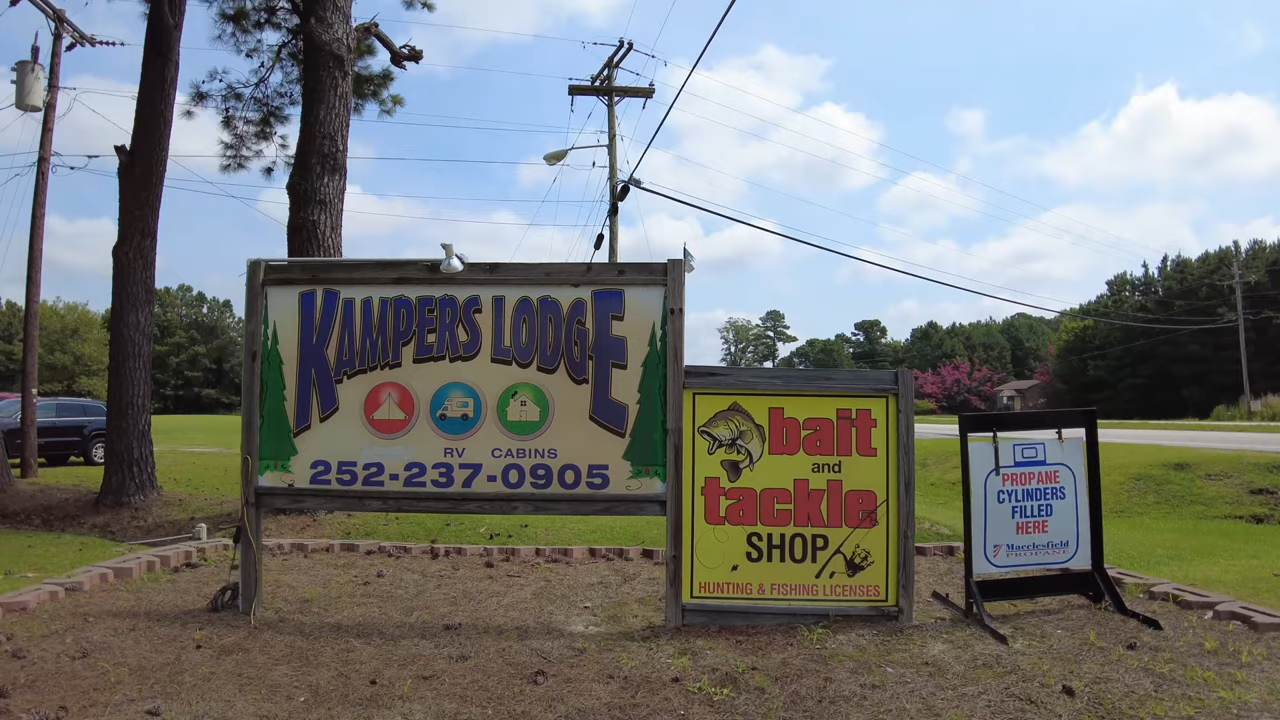 KAMPERS LODGE
RV CABINS
252-237-0905
bait
and
tackle
SHOP
HUNTING & FISHING LICENSES
PROPANE
CYLINDERS
FILLED
HERE
Macclesfield
PROPANE